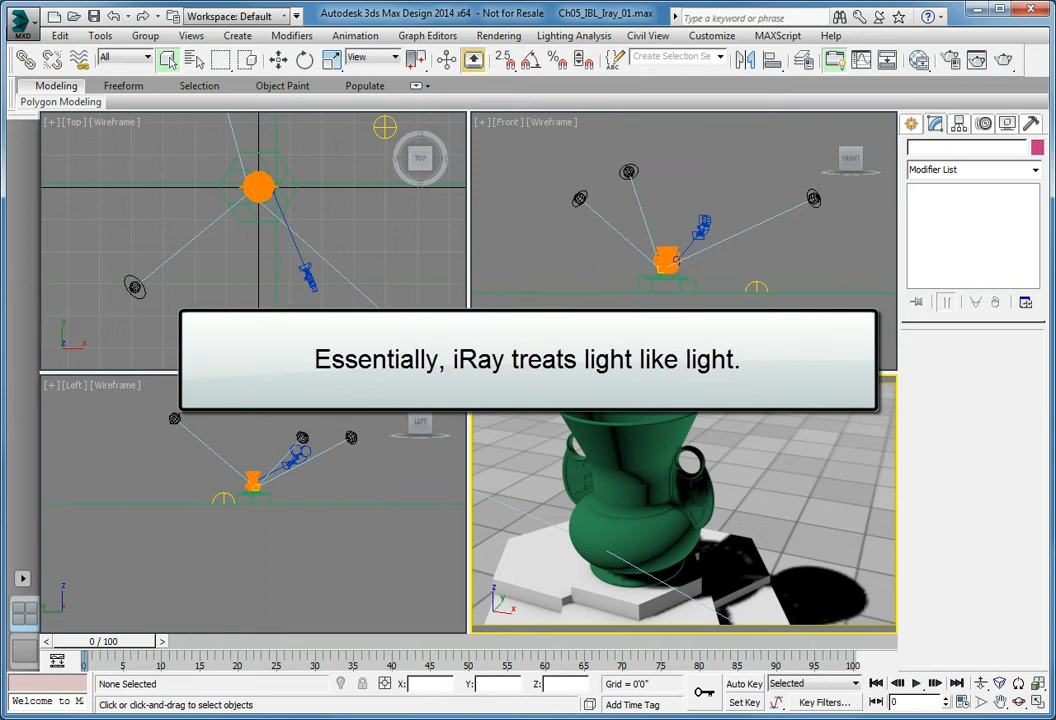 Workspace: Default
Autodesk 3ds Max Design 2014 x64 - Not for Resale
Ch05_IBL_Iray_01.max
Type a keyword or phrase
MXD
Edit Tools Group Views Create Modifiers Animation Graph Editors Rendering Lighting Analysis Civil View Customize MAXScript Help
All
View
2.5
Create Selection Se
Modeling Freeform Selection Object Paint Populate
Polygon Modeling
[+] [Top] [Wireframe]
TOP
[+] [Front] [Wireframe]
FRONT
Modifier List
Essentially, iRay treats light like light.
[+] [Left] [Wireframe]
LEFT
y
x
z
x
z
y
z
y
x
0 / 100
0 5 10 15 20 25 30 35 40 45 50 55 60 65 70 75 80 85 90 95 100
None Selected
X:
Y:
Z:
Grid = 0'0"
Auto Key
Selected
Welcome to M
Click or click-and-drag to select objects
Add Time Tag
Set Key
Key Filters...
0